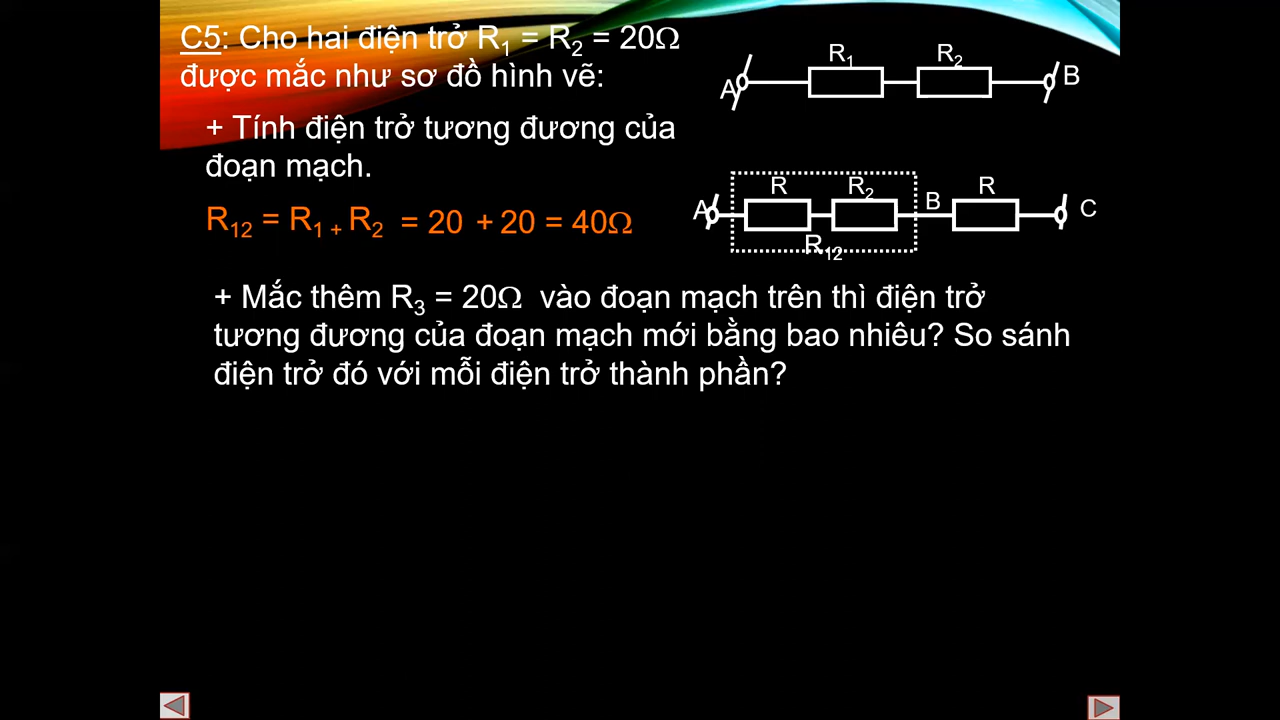 C5: Cho hai điện trở R1 = R2 = 20Ω
được mắc như sơ đồ hình vẽ:
A R1 R2 B
+ Tính điện trở tương đương của
đoạn mạch.
R12 = R1 + R2 = 20 + 20 = 40Ω
A R R2 B R C
R12
+ Mắc thêm R3 = 20Ω vào đoạn mạch trên thì điện trở
tương đương của đoạn mạch mới bằng bao nhiêu? So sánh
điện trở đó với mỗi điện trở thành phần?